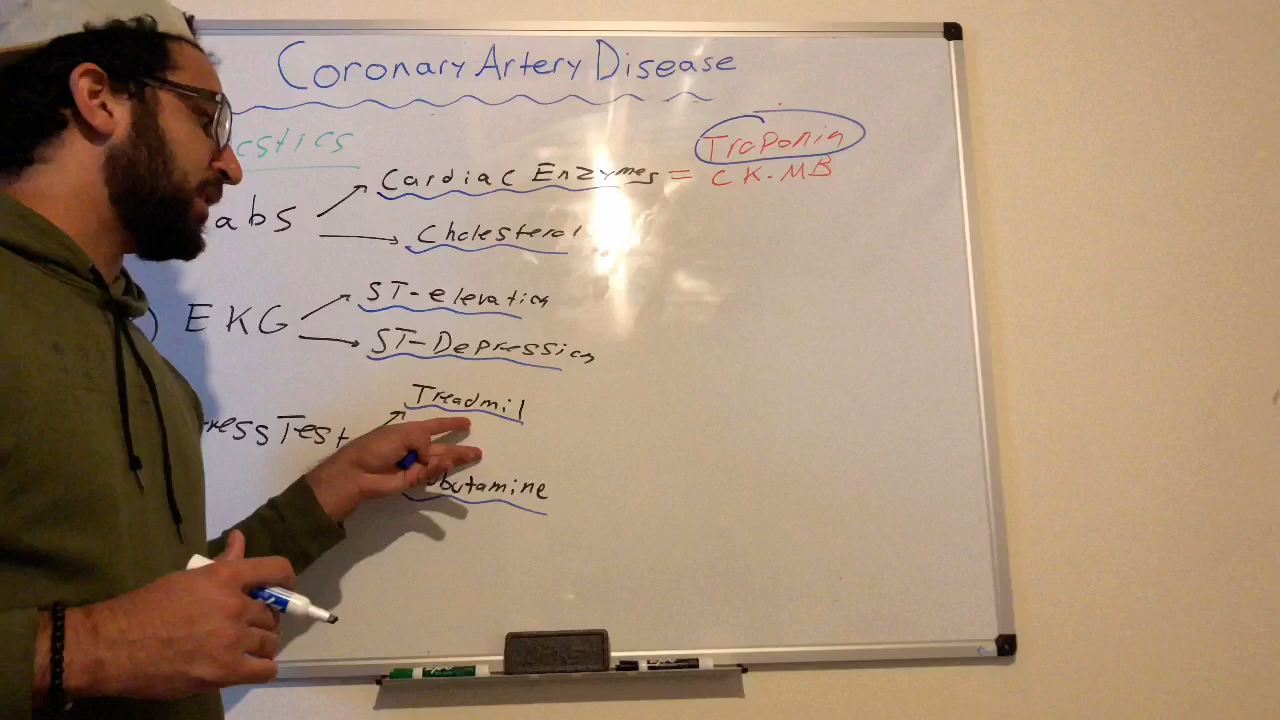 Coronary Artery Disease
ostics
Troponin
abs Cardiac Enzymes = CK-MB
Cholesterol
) EKG ST-elevation
ST-Depression
ress Test Treadmil
butamine